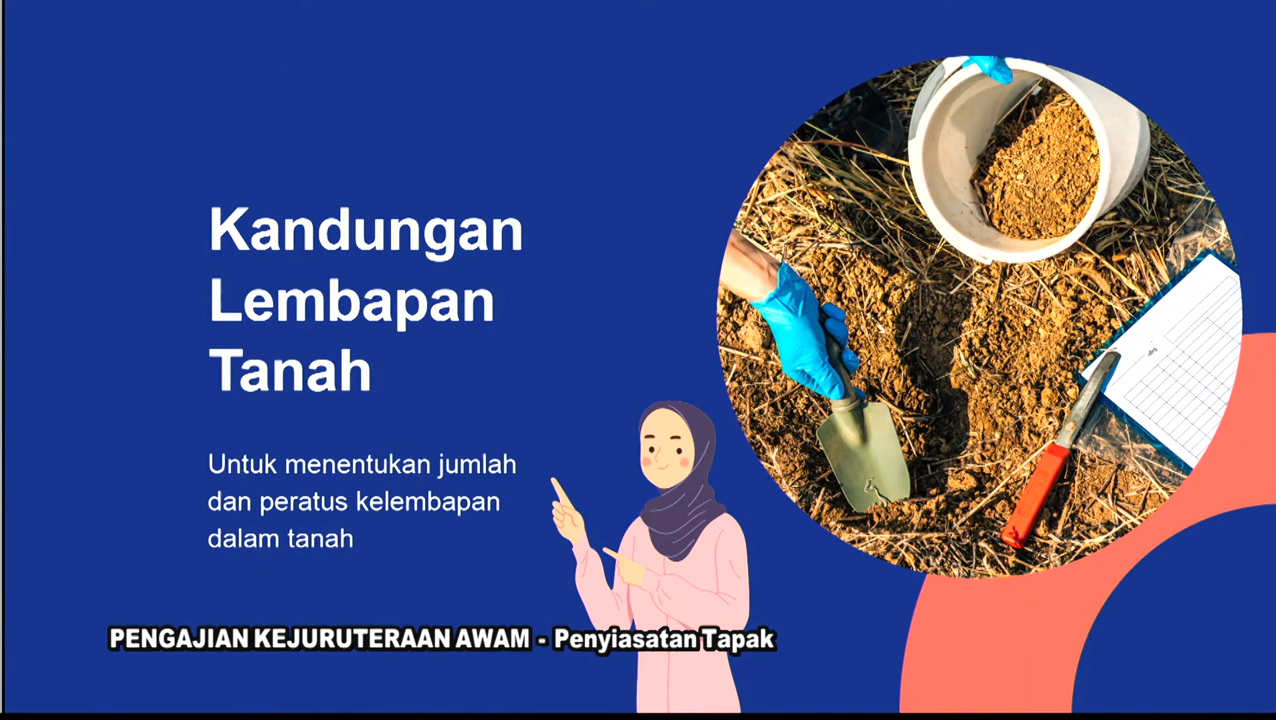 Kandungan
Lembapan
Tanah
Untuk menentukan jumlah
dan peratus kelembapan
dalam tanah
PENGAJIAN KEJURUTERAAN AWAM - Penyiasatan Tapak